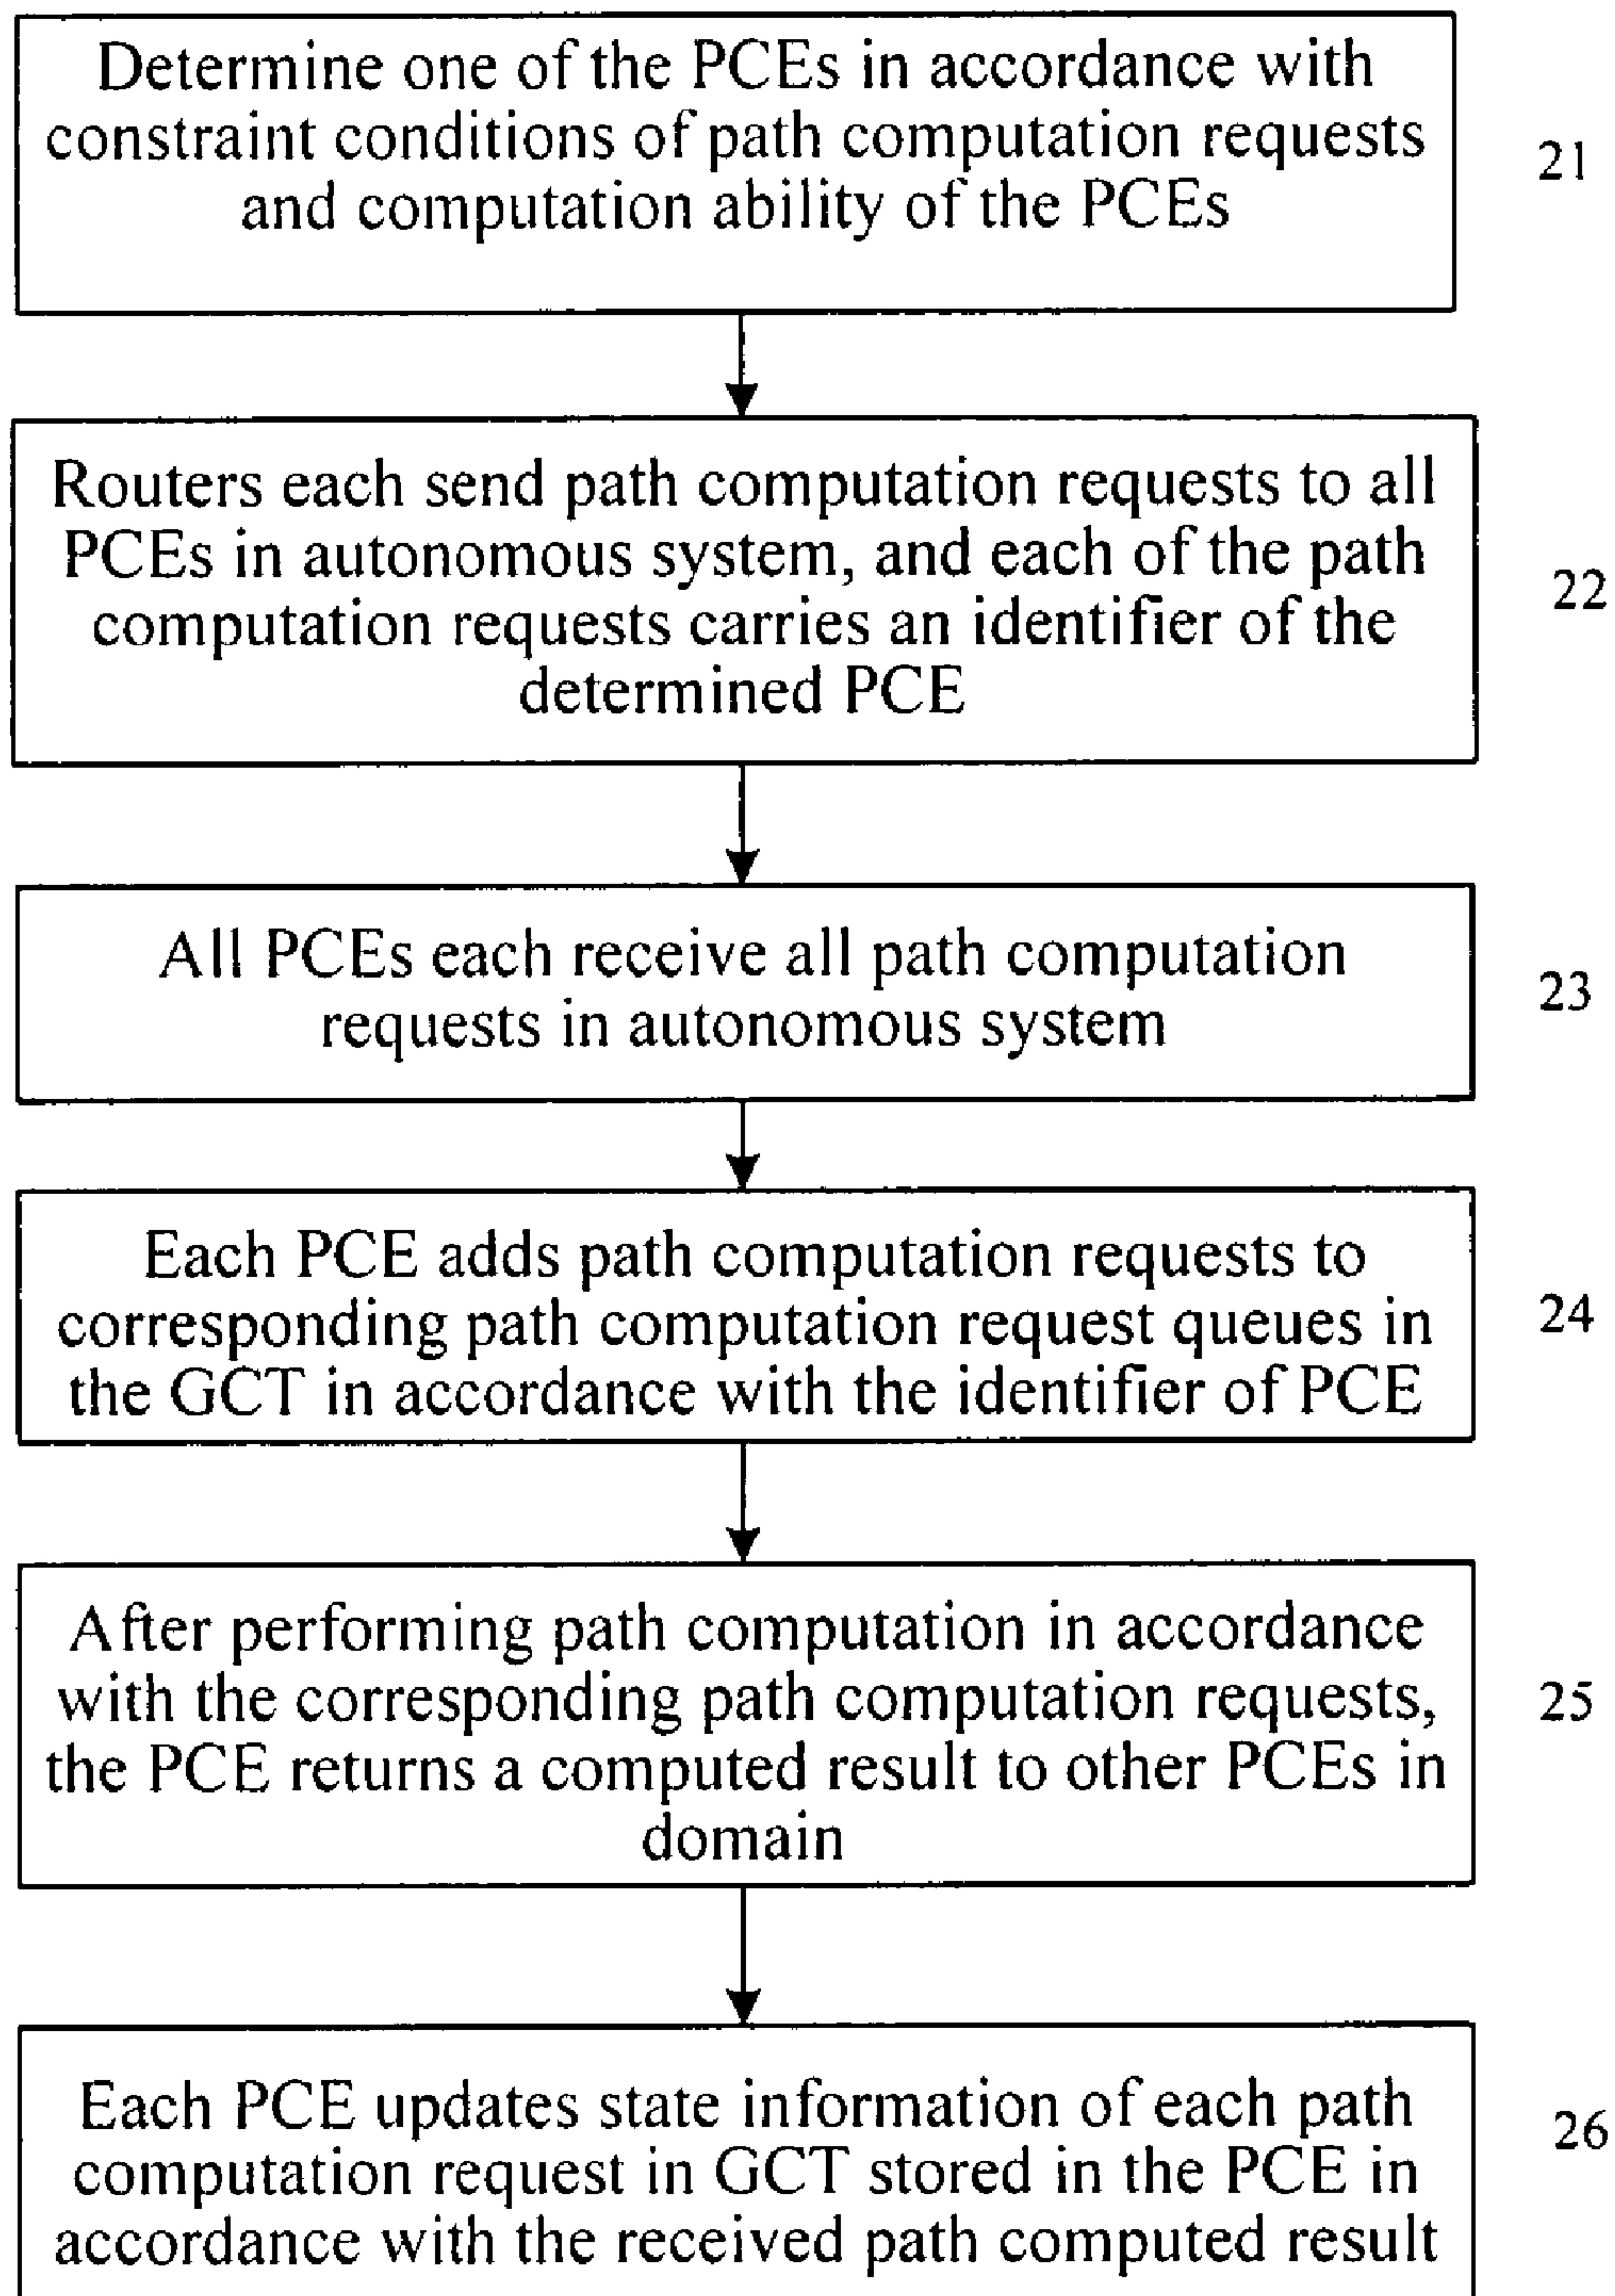 Determine one of the PCEs in accordance with
constraint conditions of path computation requests
and computation ability of the PCEs
21
Routers each send path computation requests to all
PCEs in autonomous system, and each of the path
computation requests carries an identifier of the
determined PCE
22
All PCEs each receive all path computation
requests in autonomous system
23
Each PCE adds path computation requests to
corresponding path computation request queues in
the GCT in accordance with the identifier of PCE
24
After performing path computation in accordance
with the corresponding path computation requests,
the PCE returns a computed result to other PCEs in
domain
25
Each PCE updates state information of each path
computation request in GCT stored in the PCE in
accordance with the received path computed result
26